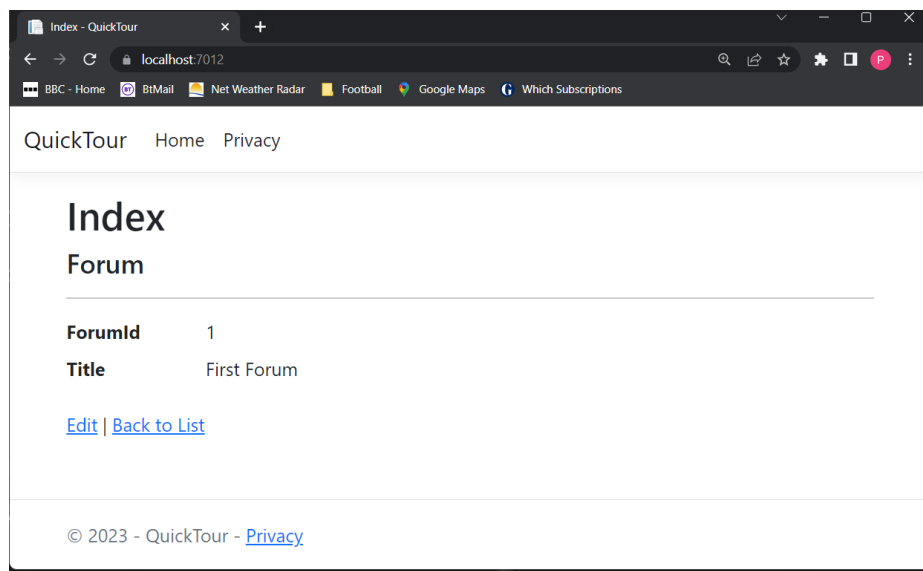 Index - QuickTour
localhost:7012
P
BBC - Home BtMail Net Weather Radar Football Google Maps Which Subscriptions
QuickTour Home Privacy
Index
Forum
ForumId 1
Title First Forum
Edit | Back to List
© 2023 - QuickTour - Privacy